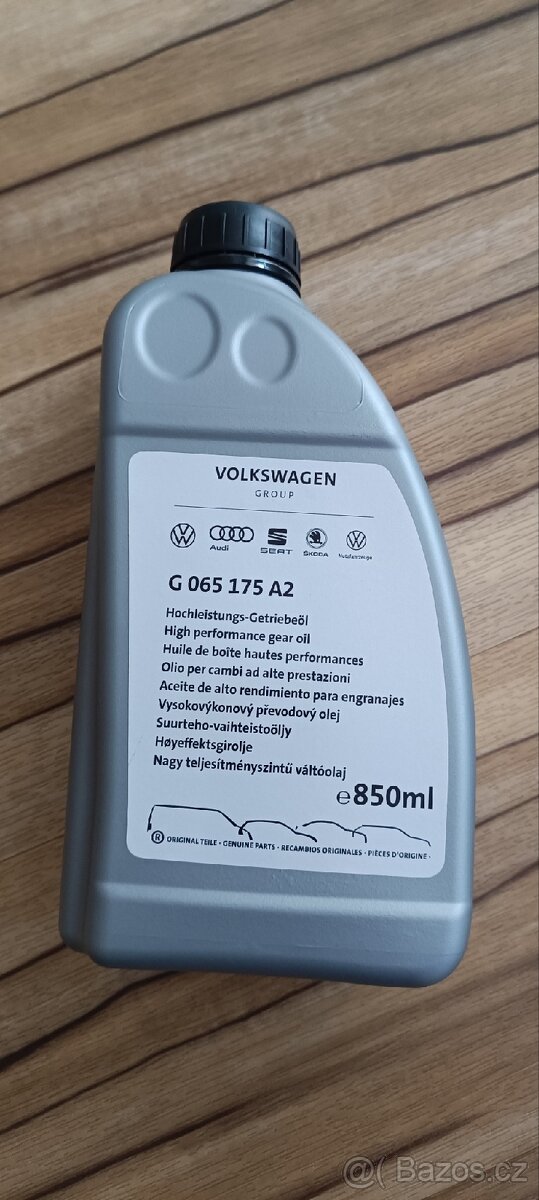 VOLKSWAGEN
GROUP
Audi SEAT ŠKODA Nutzfahrzeuge
G 065 175 A2
Hochleistungs-Getriebeöl
High performance gear oil
Huile de boîte hautes performances
Olio per cambi ad alte prestazioni
Aceite de alto rendimiento para engranajes
Vysokovýkonový převodový olej
Suurteho-vaihteistoöljy
Høyeffektsgirolje
Nagy teljesítményszintű váltóolaj
℮850ml
® ORIGINAL TEILE · GENUINE PARTS · RECAMBIOS ORIGINALES · PIÈCES D'ORIGINE ·
@( Bazos.cz